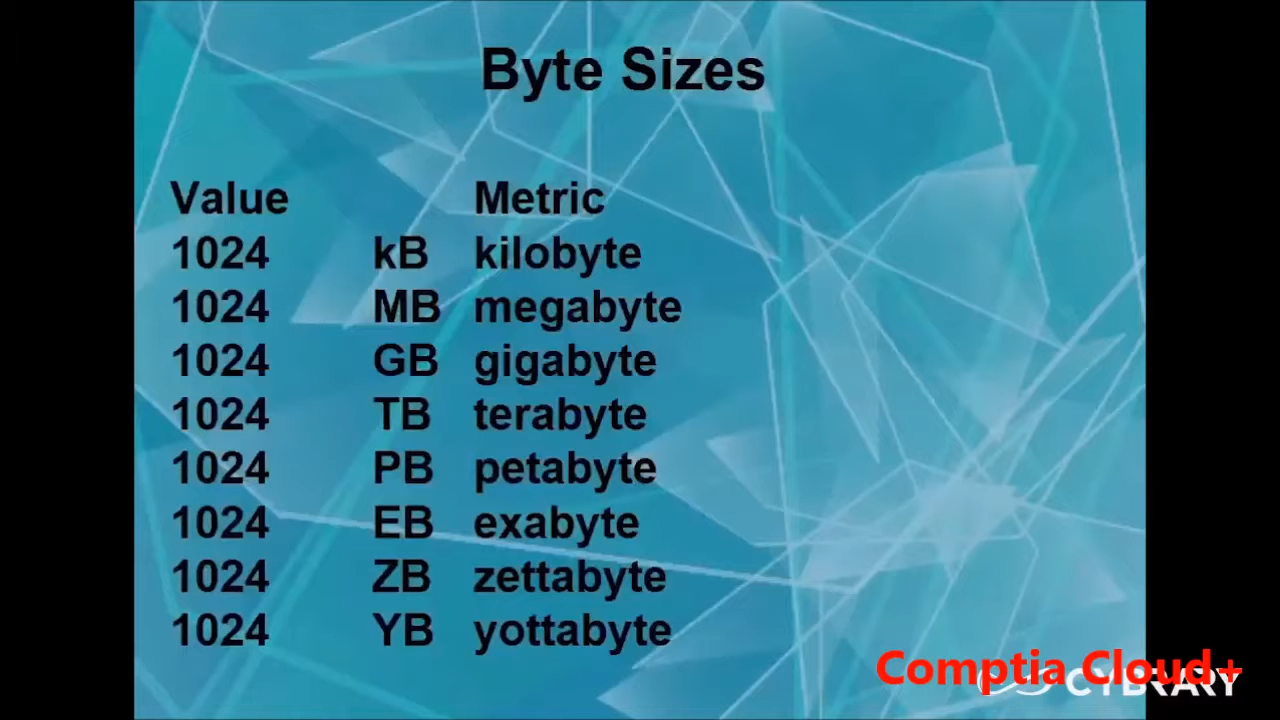 Byte Sizes
Value Metric
1024 kB kilobyte
1024 MB megabyte
1024 GB gigabyte
1024 TB terabyte
1024 PB petabyte
1024 EB exabyte
1024 ZB zettabyte
1024 YB yottabyte
Comptia Cloud+
CYBRARY